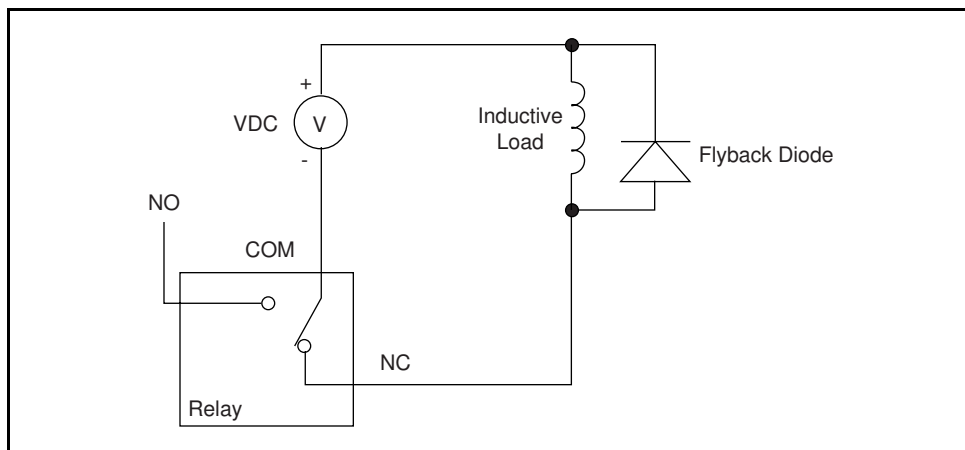 +
VDC
V
-
Inductive
Load
Flyback Diode
NO
COM
NC
Relay